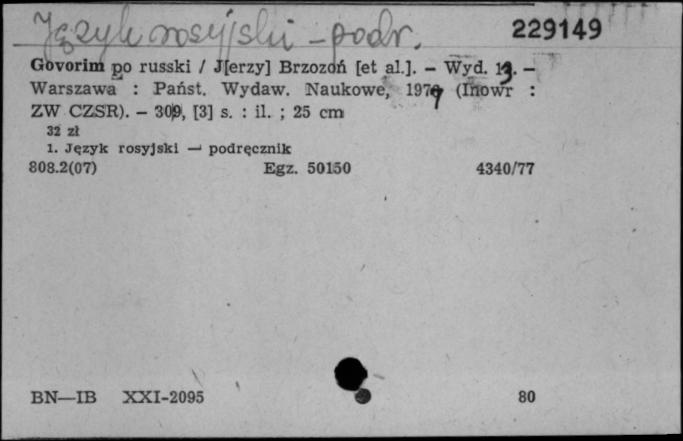 Język rosyjski – podr. 229149
Govorim po russki / J[erzy] Brzozoń [et al.]. – Wyd. 13. –
Warszawa : Państ. Wydaw. Naukowe, 1979 (Inowr :
ZW CZSR). – 309, [3] s. : il. ; 25 cm
32 zł
1. Język rosyjski — podręcznik
808.2(07) Egz. 50150 4340/77
BN—IB XXI-2095 80